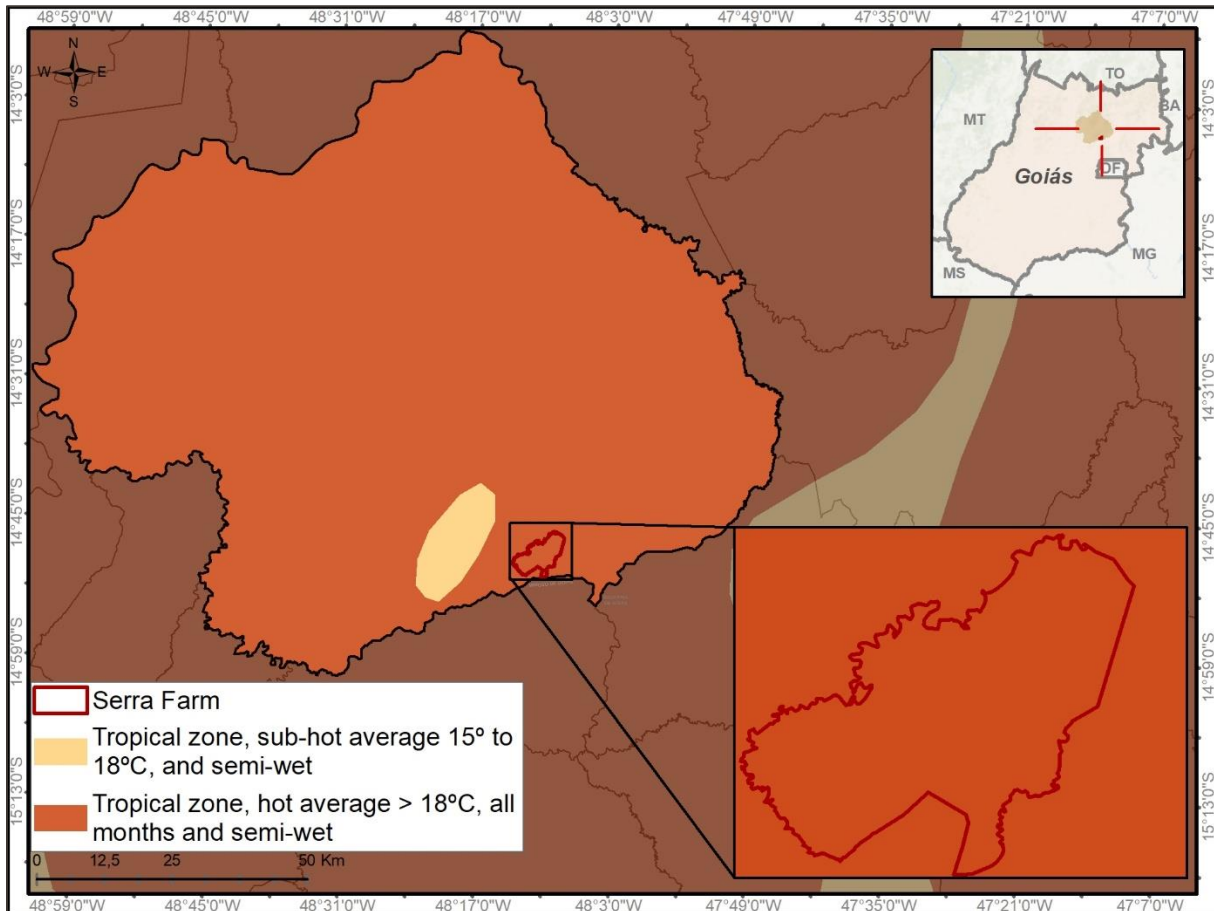 48°59'0"W 48°45'0"W 48°31'0"W 48°17'0"W 48°3'0"W 47°49'0"W 47°35'0"W 47°21'0"W 47°7'0"W
N
W E
S
14°3'0"S
14°17'0"S
14°31'0"S
14°45'0"S
14°59'0"S
15°13'0"S
TO
MT
BA
DF
Goiás
MG
MS
14°3'0"S
14°17'0"S
14°31'0"S
14°45'0"S
14°59'0"S
15°13'0"S
Serra Farm
Tropical zone, sub-hot average 15º to
18ºC, and semi-wet
Tropical zone, hot average > 18ºC, all
months and semi-wet
0 12,5 25 50 Km
48°59'0"W 48°45'0"W 48°31'0"W 48°17'0"W 48°3'0"W 47°49'0"W 47°35'0"W 47°21'0"W 47°7'0"W